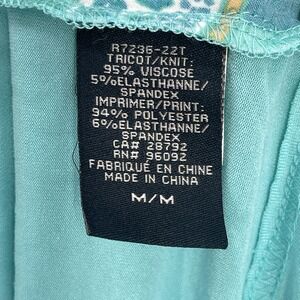 R7236-22T
TRICOT/KNIT:
95% VISCOSE
5%ELASTHANNE/
SPANDEX
IMPRIMER/PRINT:
94% POLYESTER
6%ELASTHANNE/
SPANDEX
CA# 28792
RN# 96092
FABRIQUÉ EN CHINE
MADE IN CHINA
M/M